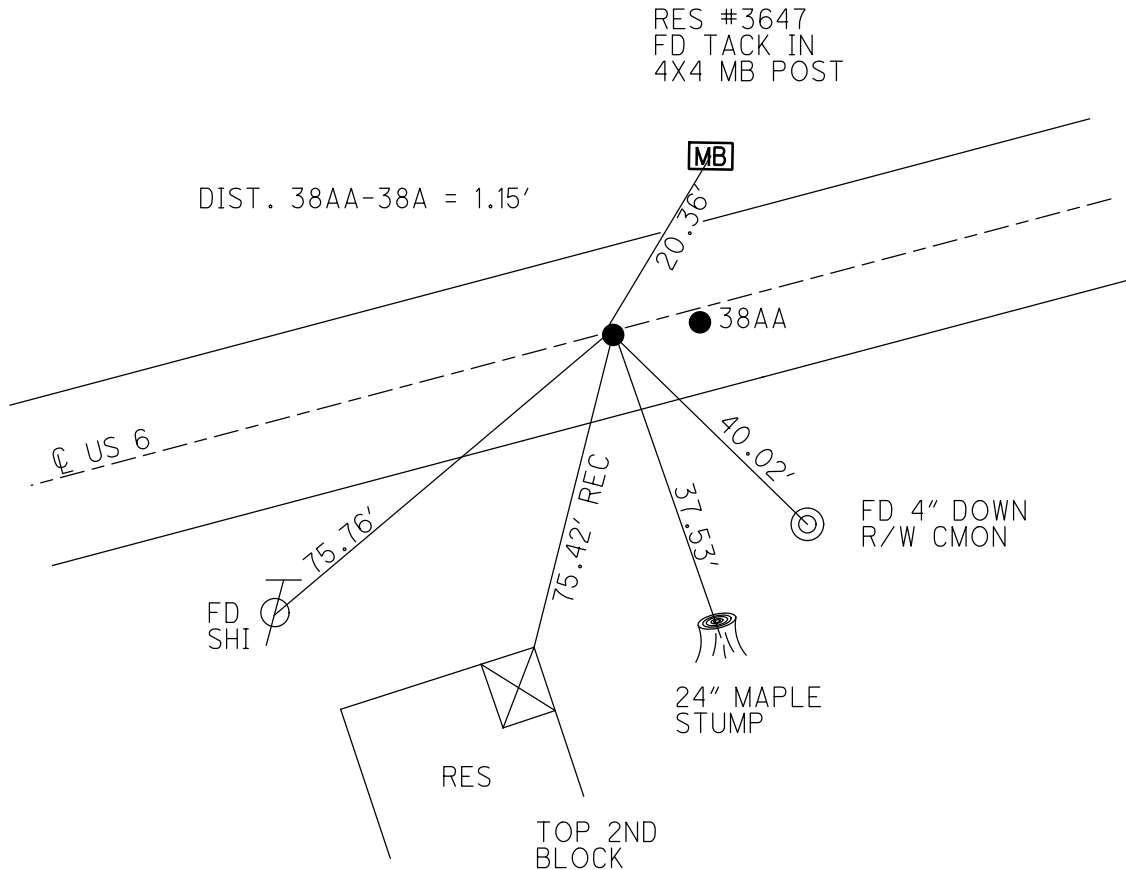 RES #3647
FD TACK IN
4X4 MB POST
MB
DIST. 38AA-38A = 1.15'
20.36'
38AA
℄ US 6
40.02'
75.76'
75.42' REC
37.53'
FD 4" DOWN
R/W CMON
FD
SHI
24" MAPLE
STUMP
RES
TOP 2ND
BLOCK